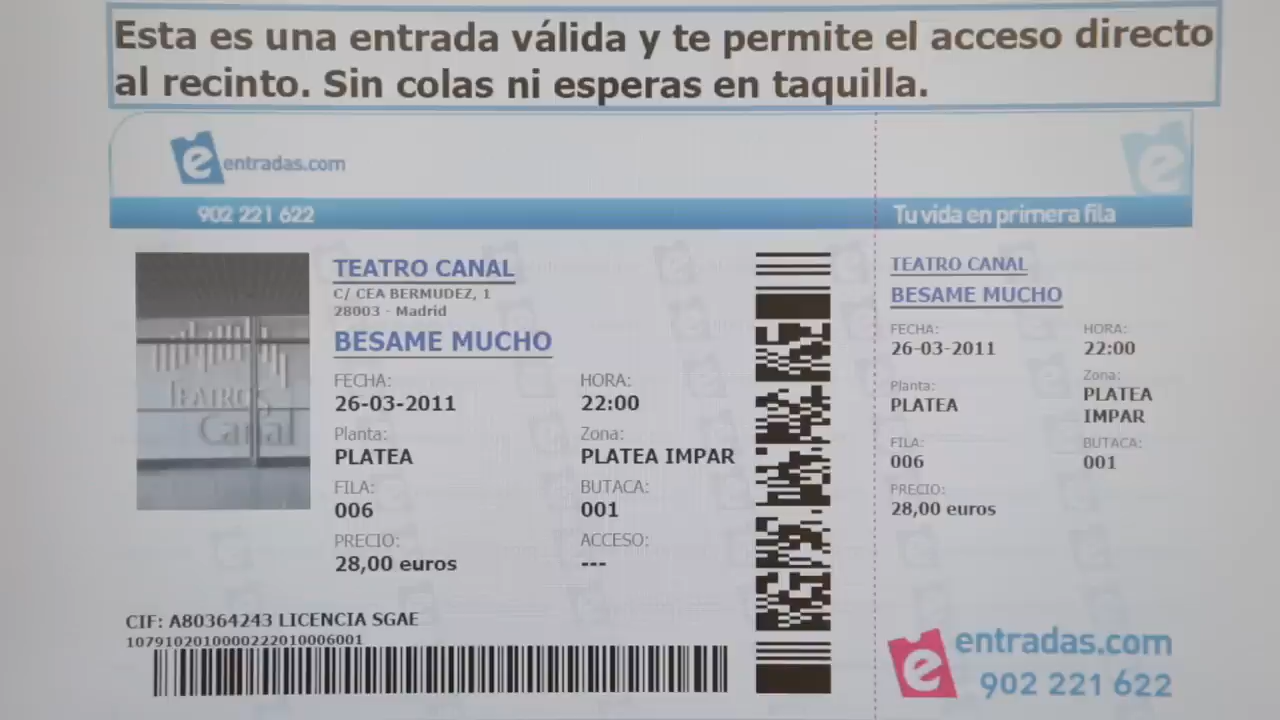 Esta es una entrada válida y te permite el acceso directo
al recinto. Sin colas ni esperas en taquilla.
entradas.com
902 221 622
Tu vida en primera fila
TEATROS
Canal
TEATRO CANAL
C/ CEA BERMUDEZ, 1
28003 - Madrid
BESAME MUCHO
FECHA: HORA:
26-03-2011 22:00
Planta: Zona:
PLATEA PLATEA IMPAR
FILA: BUTACA:
006 001
PRECIO: ACCESO:
28,00 euros ---
CIF: A80364243 LICENCIA SGAE
1079102010000222010006001
TEATRO CANAL
BESAME MUCHO
FECHA: HORA:
26-03-2011 22:00
Planta: Zona:
PLATEA PLATEA
IMPAR
FILA: BUTACA:
006 001
PRECIO:
28,00 euros
entradas.com
902 221 622